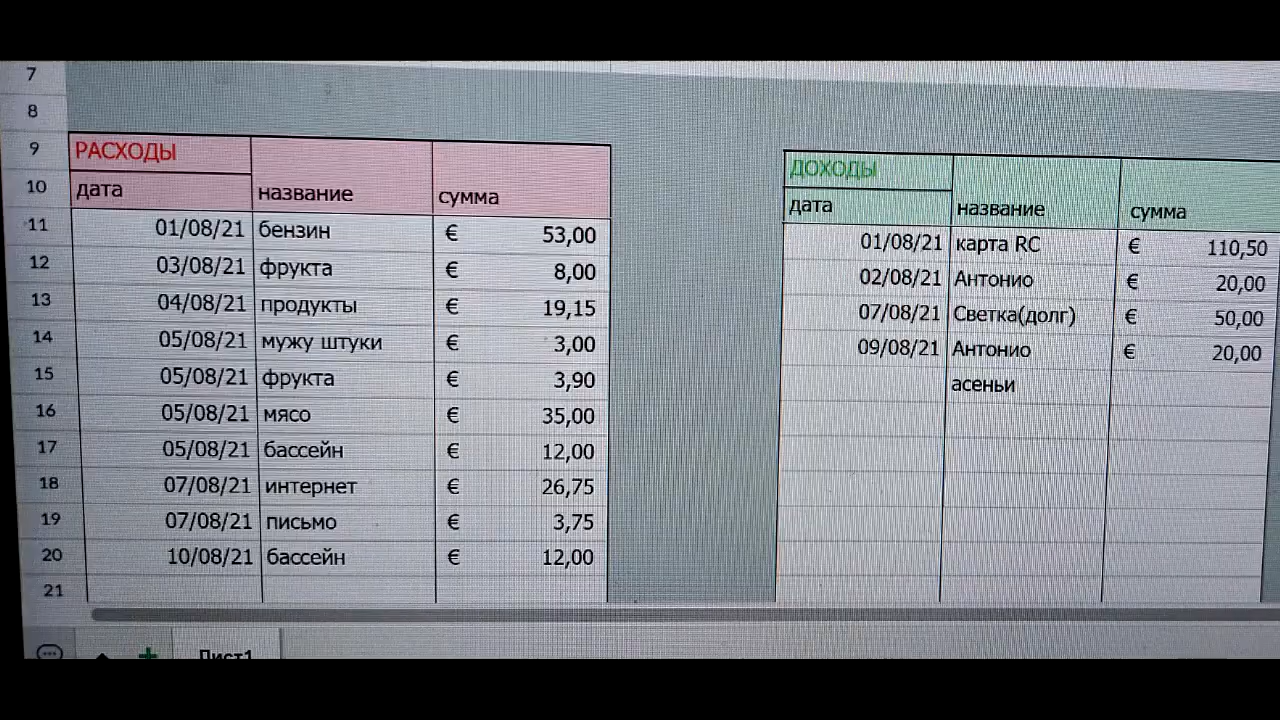 7
8
9 РАСХОДЫ ДОХОДЫ
10 дата название сумма дата название сумма
11 01/08/21 бензин € 53,00 01/08/21 карта RC € 110,50
12 03/08/21 фрукта € 8,00 02/08/21 Антонио € 20,00
13 04/08/21 продукты € 19,15 07/08/21 Светка(долг) € 50,00
14 05/08/21 мужу штуки € 3,00 09/08/21 Антонио € 20,00
15 05/08/21 фрукта € 3,90 асеньи
16 05/08/21 мясо € 35,00
17 05/08/21 бассейн € 12,00
18 07/08/21 интернет € 26,75
19 07/08/21 письмо € 3,75
20 10/08/21 бассейн € 12,00
21
Лист1